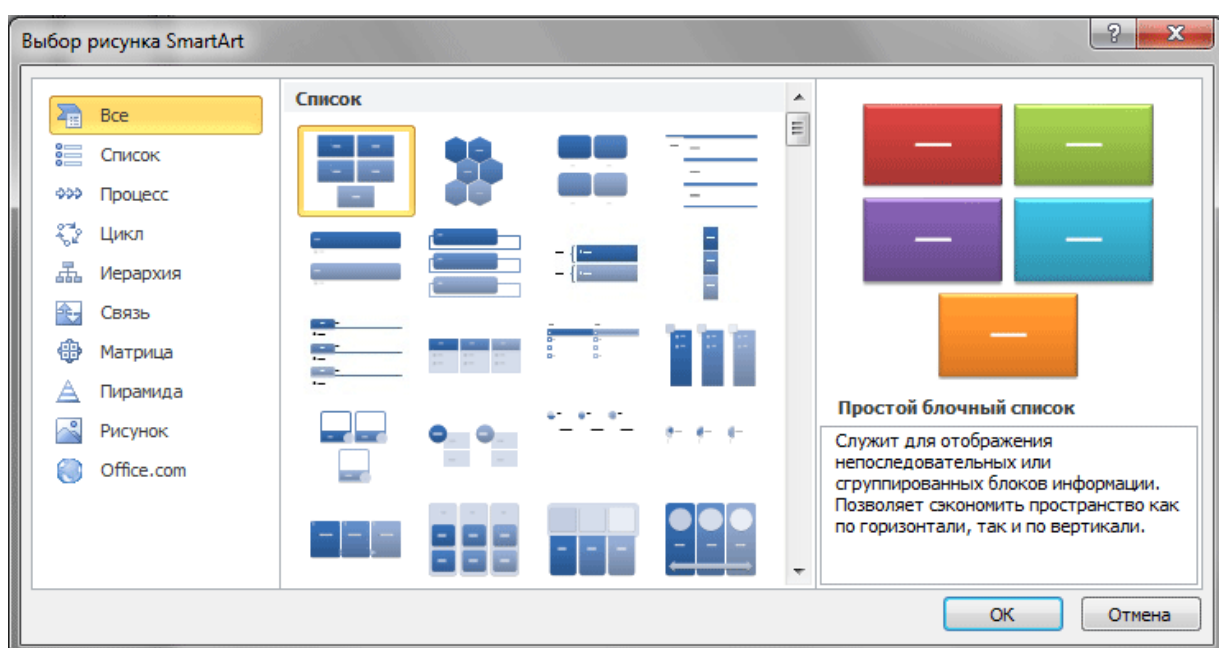 Выбор рисунка SmartArt
Все
Список
Процесс
Цикл
Иерархия
Связь
Матрица
Пирамида
Рисунок
Office.com
Список
Простой блочный список
Служит для отображения
непоследовательных или
сгруппированных блоков информации.
Позволяет сэкономить пространство как
по горизонтали, так и по вертикали.
ОК
Отмена